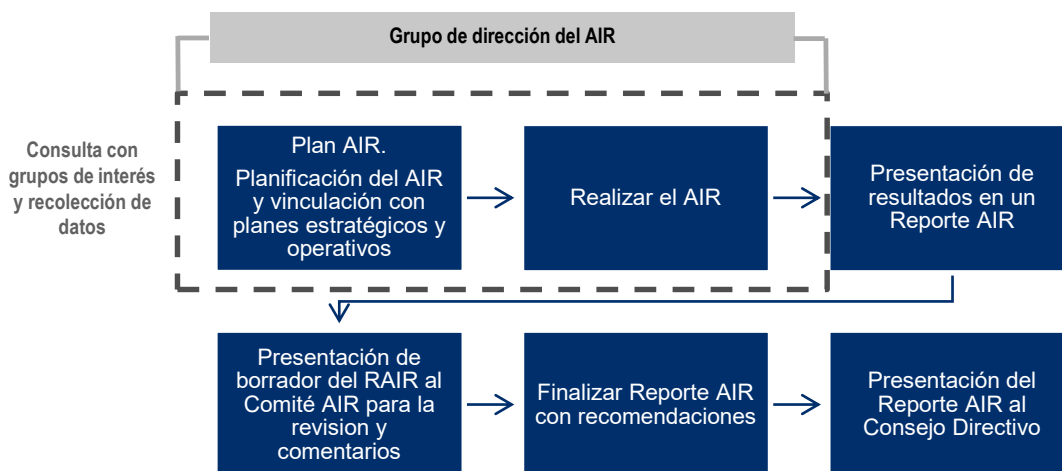 Grupo de dirección del AIR
Consulta con
grupos de interés
y recolección de
datos
Plan AIR.
Planificación del AIR
y vinculación con
planes estratégicos y
operativos
Realizar el AIR
Presentación de
resultados en un
Reporte AIR
Presentación de
borrador del RAIR al
Comité AIR para la
revision y
comentarios
Finalizar Reporte AIR
con recomendaciones
Presentación del
Reporte AIR al
Consejo Directivo